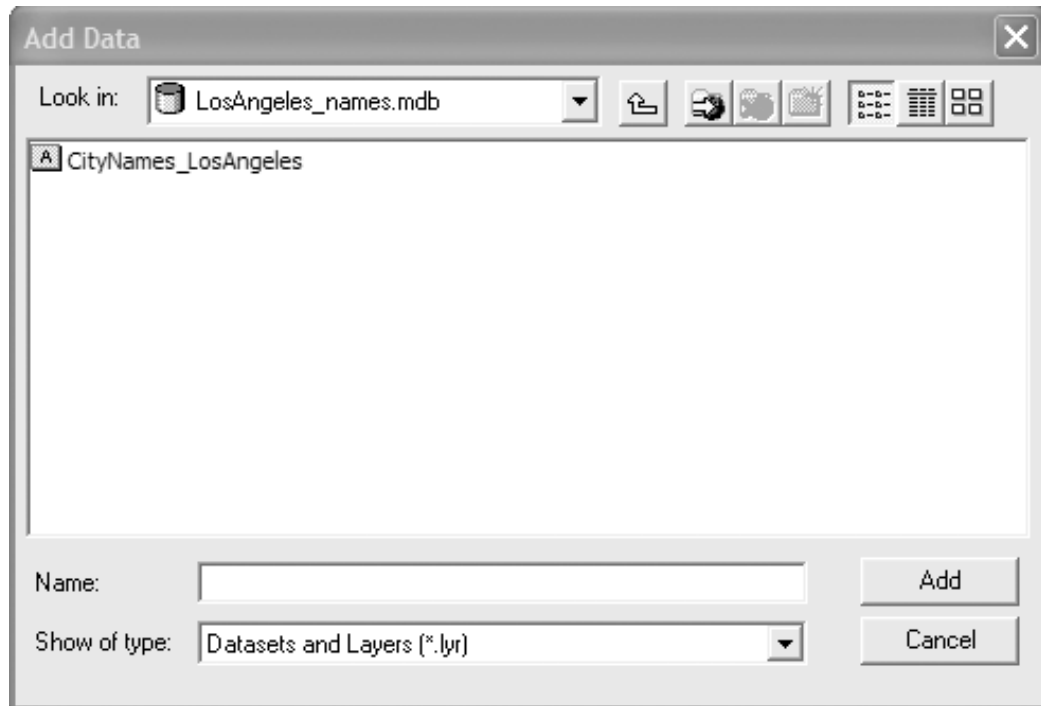 Add Data
Look in: LosAngeles_names.mdb
A CityNames_LosAngeles
Name: Add
Show of type: Datasets and Layers (*.lyr) Cancel